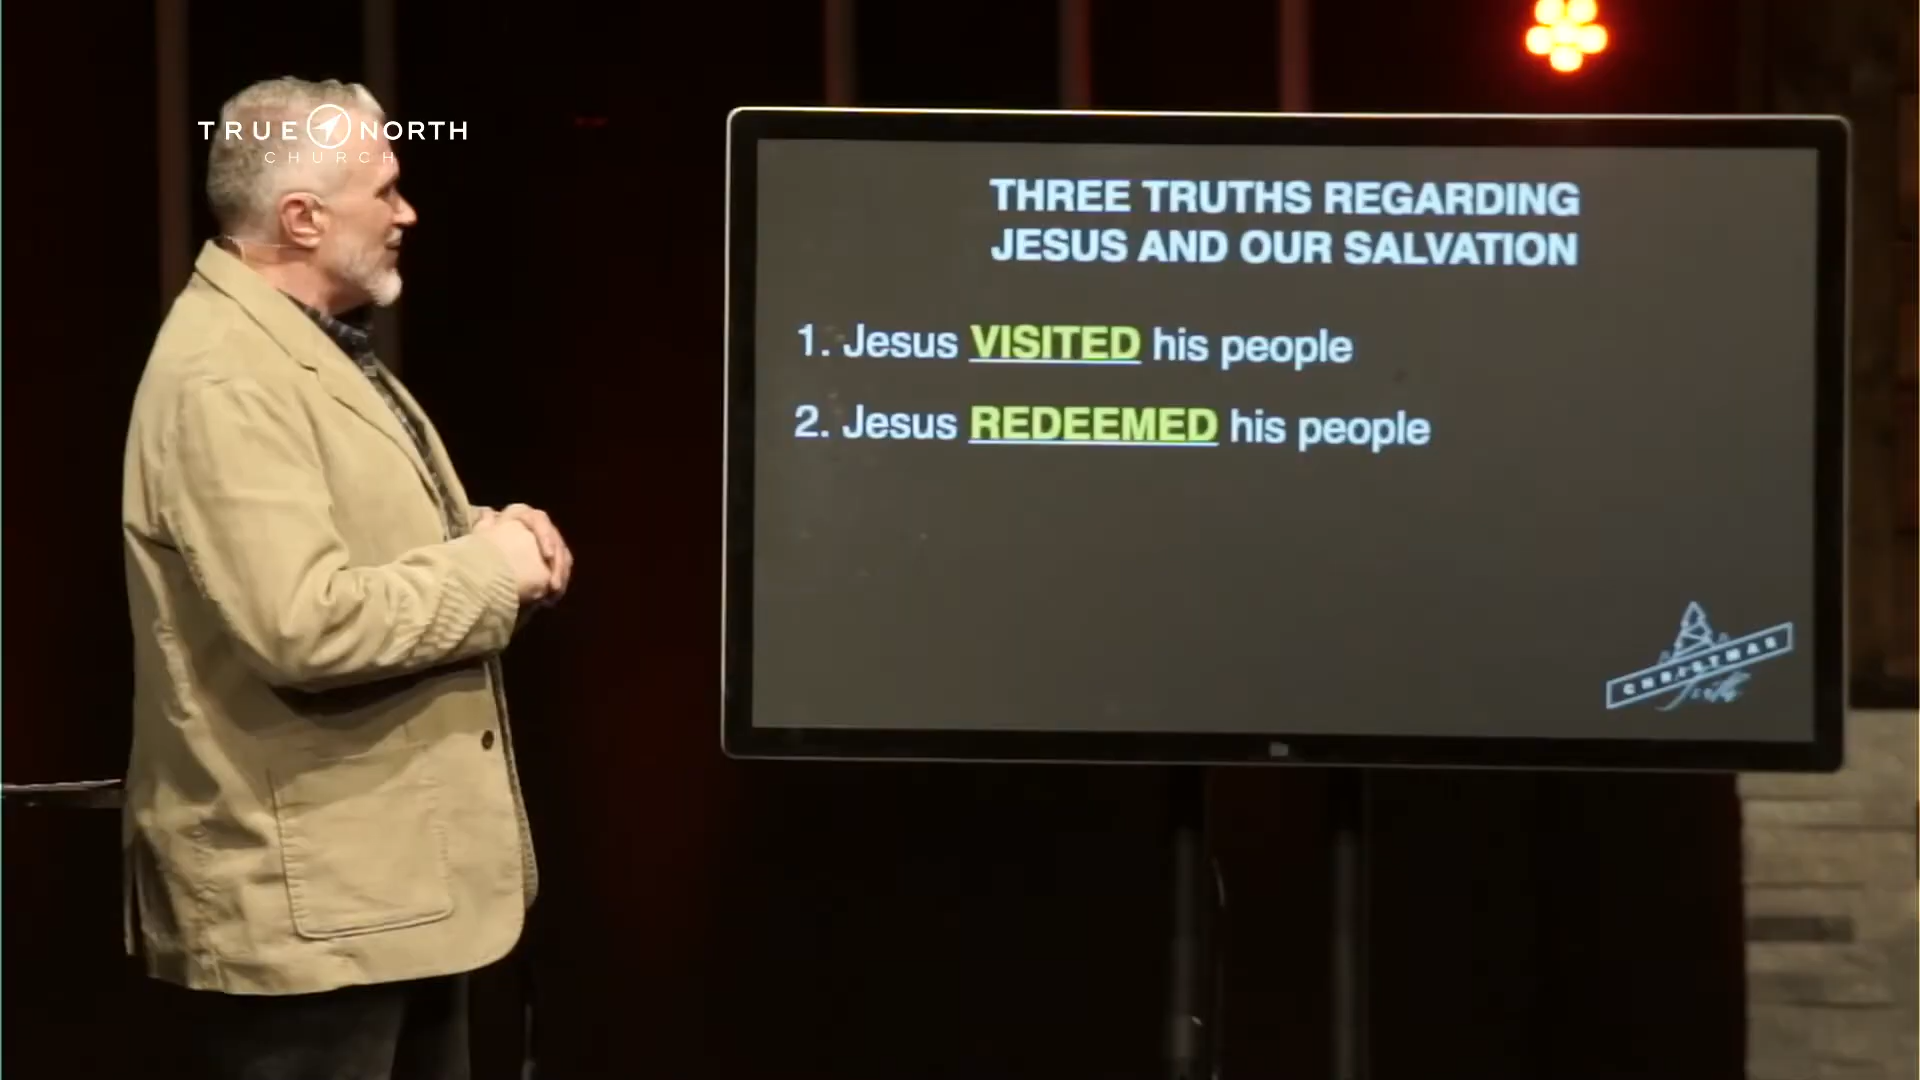 TRUE NORTH
CHURCH
THREE TRUTHS REGARDING
JESUS AND OUR SALVATION
1. Jesus VISITED his people
2. Jesus REDEEMED his people
CHRISTMAS